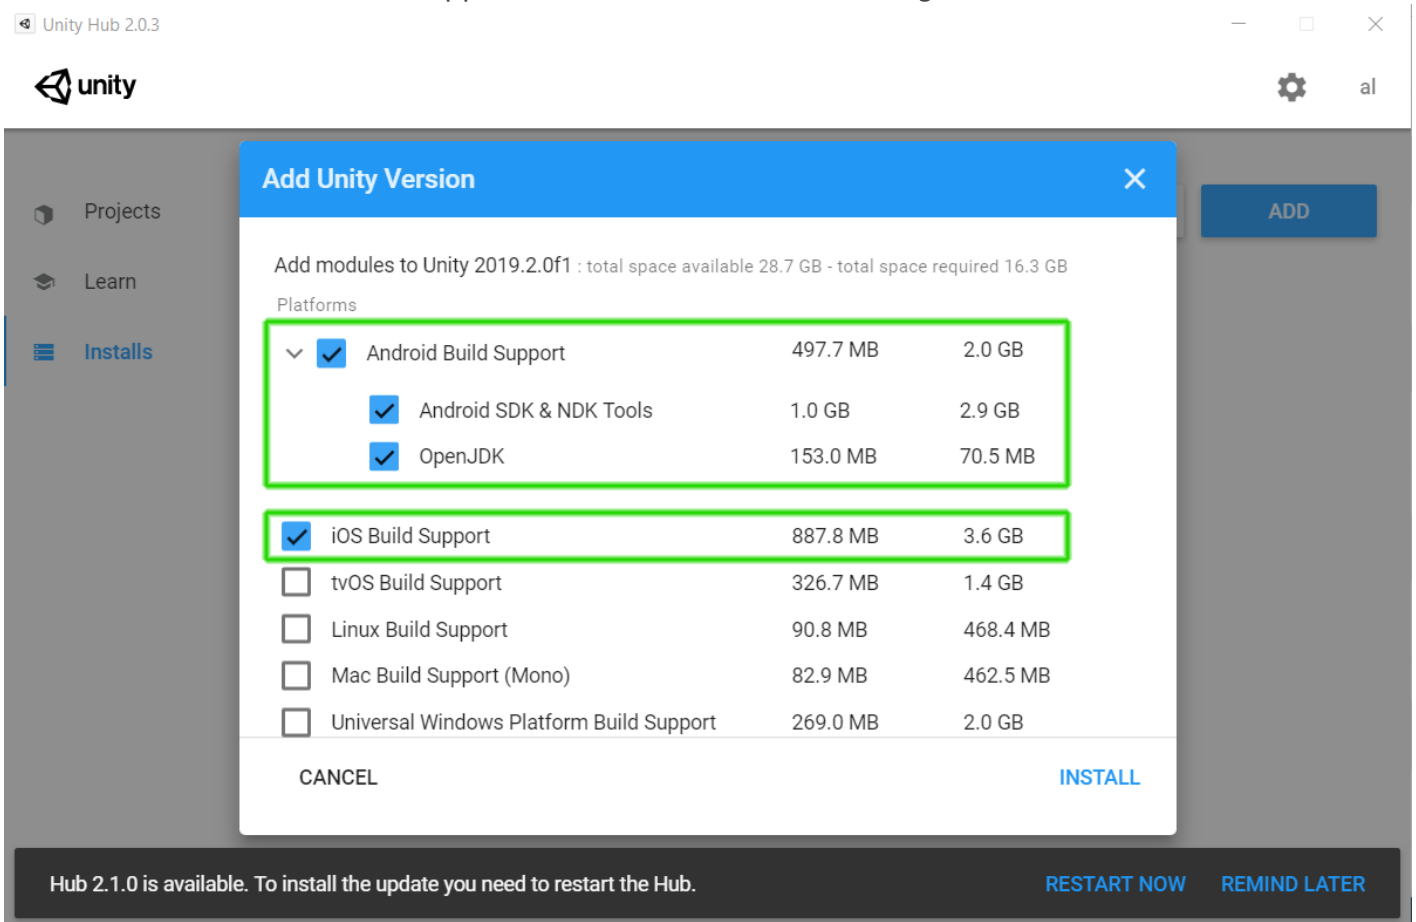 Unity Hub 2.0.3
unity
al
Add Unity Version
Projects
ADD
Add modules to Unity 2019.2.0f1 : total space available 28.7 GB - total space required 16.3 GB
Learn
Platforms
Installs
Android Build Support 497.7 MB 2.0 GB
Android SDK & NDK Tools 1.0 GB 2.9 GB
OpenJDK 153.0 MB 70.5 MB
iOS Build Support 887.8 MB 3.6 GB
tvOS Build Support 326.7 MB 1.4 GB
Linux Build Support 90.8 MB 468.4 MB
Mac Build Support (Mono) 82.9 MB 462.5 MB
Universal Windows Platform Build Support 269.0 MB 2.0 GB
CANCEL INSTALL
Hub 2.1.0 is available. To install the update you need to restart the Hub. RESTART NOW REMIND LATER